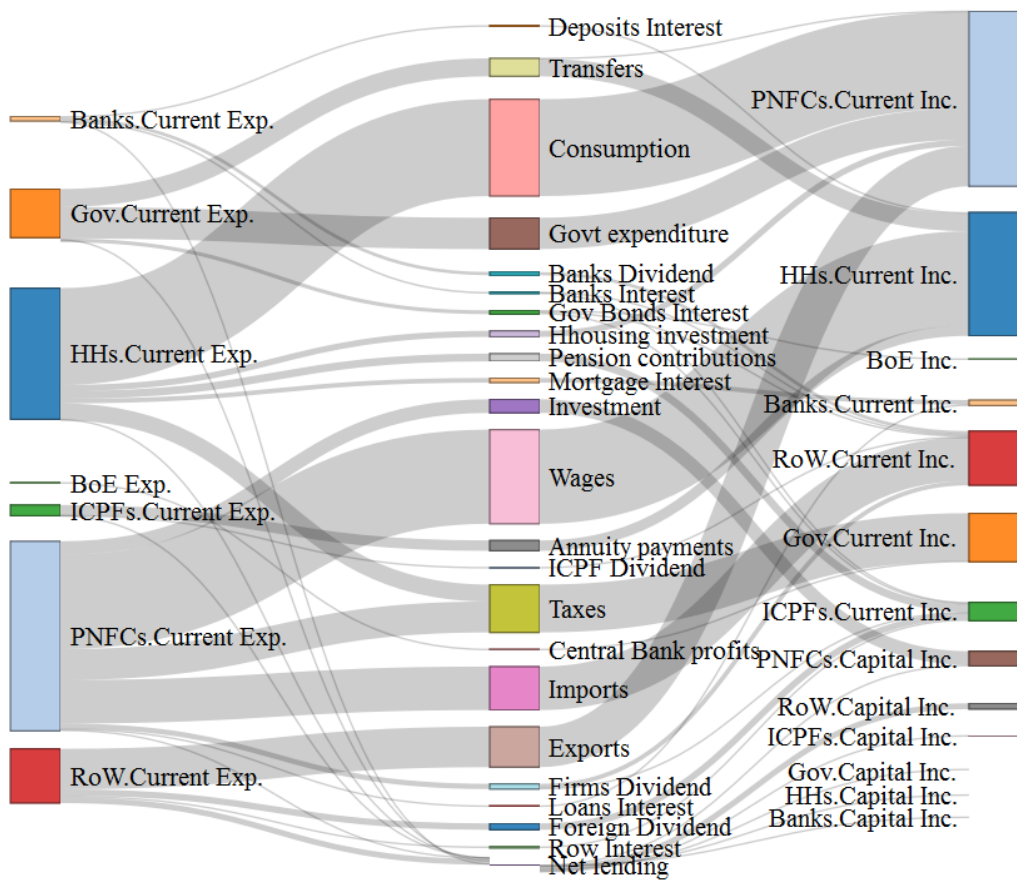 Banks.Current Exp.
Gov.Current Exp.
HHs.Current Exp.
BoE Exp.
ICPFs.Current Exp.
PNFCs.Current Exp.
RoW.Current Exp.
Deposits Interest
Transfers
Consumption
Govt expenditure
Banks Dividend
Banks Interest
Gov Bonds Interest
Hhousing investment
Pension contributions
Mortgage Interest
Investment
Wages
Annuity payments
ICPF Dividend
Taxes
Central Bank profits
Imports
Exports
Firms Dividend
Loans Interest
Foreign Dividend
Row Interest
Net lending
PNFCs.Current Inc.
HHs.Current Inc.
BoE Inc.
Banks.Current Inc.
RoW.Current Inc.
Gov.Current Inc.
ICPFs.Current Inc.
PNFCs.Capital Inc.
RoW.Capital Inc.
ICPFs.Capital Inc.
Gov.Capital Inc.
HHs.Capital Inc.
Banks.Capital Inc.